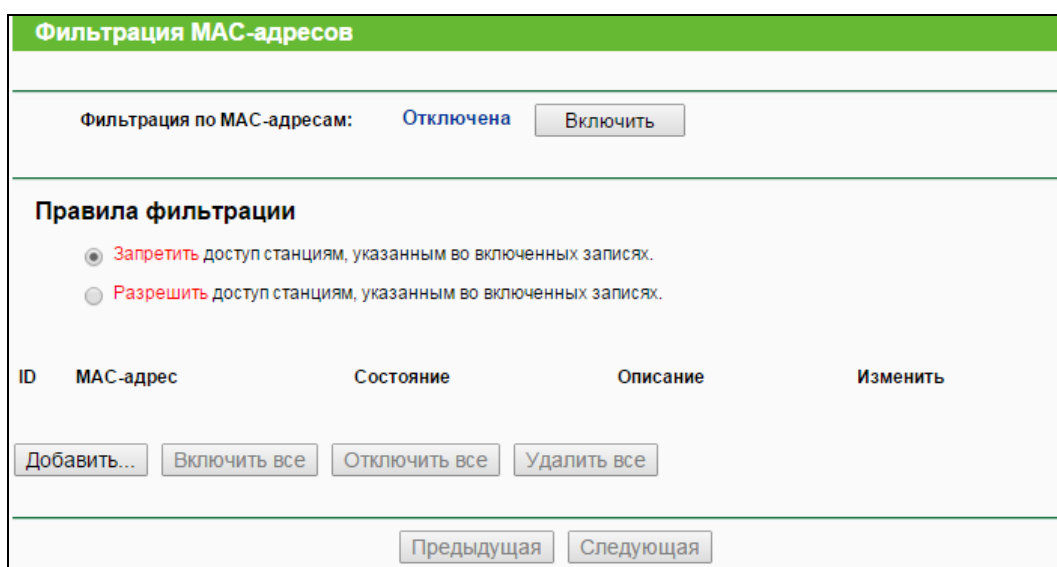 Фильтрация MAC-адресов
Фильтрация по MAC-адресам: Отключена Включить
Правила фильтрации
Запретить доступ станциям, указанным во включенных записях.
Разрешить доступ станциям, указанным во включенных записях.
ID MAC-адрес Состояние Описание Изменить
Добавить... Включить все Отключить все Удалить все
Предыдущая Следующая